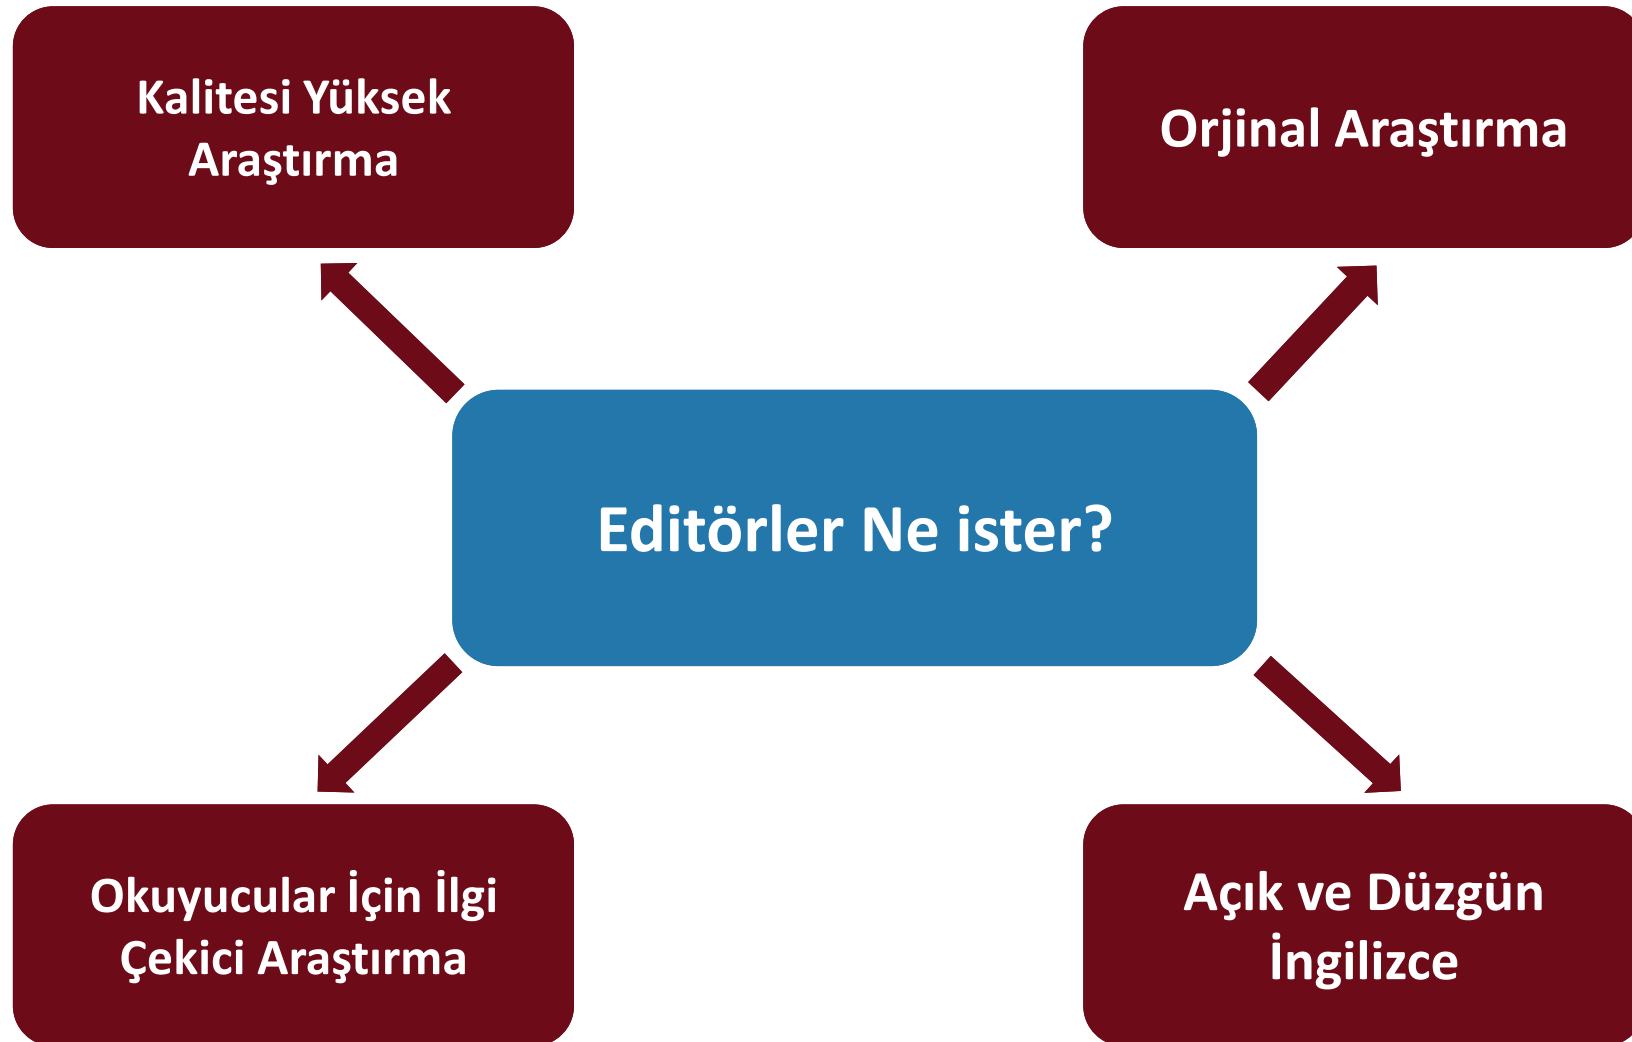 Kalitesi Yüksek
Araştırma
Orjinal Araştırma
Editörler Ne ister?
Okuyucular İçin İlgi
Çekici Araştırma
Açık ve Düzgün
İngilizce